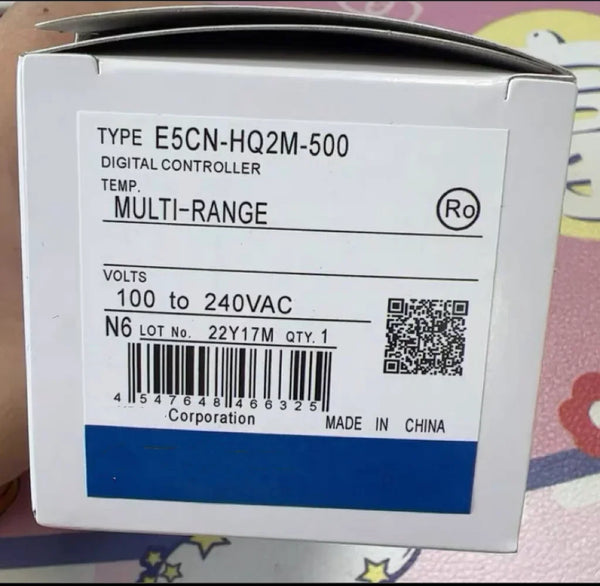 TYPE E5CN-HQ2M-500
DIGITAL CONTROLLER
TEMP.
MULTI-RANGE
Ro
VOLTS
100 to 240VAC
N6 LOT No. 22Y17M QTY. 1
4 547648 466325
Corporation
MADE IN CHINA